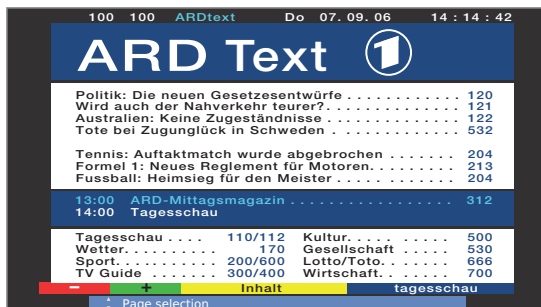 100 100 ARDtext Do 07. 09. 06 14 : 14 : 42
ARD Text 1
Politik: Die neuen Gesetzesentwürfe . . . . . . . . . . . . 120
Wird auch der Nahverkehr teurer?. . . . . . . . . . . . . . 121
Australien: Keine Zugeständnisse . . . . . . . . . . . . . 122
Tote bei Zugunglück in Schweden . . . . . . . . . . . . . 532
Tennis: Auftaktmatch wurde abgebrochen . . . . . . . 204
Formel 1: Neues Reglement für Motoren. . . . . . . . . 213
Fussball: Heimsieg für den Meister . . . . . . . . . . . . 204
13:00 ARD-Mittagsmagazin . . . . . . . . . . . . . . . . . . 312
14:00 Tagesschau
Tagesschau . . . . 110/112 Kultur. . . . . . . . . . 500
Wetter. . . . . . . . . . 170 Gesellschaft . . . . . 530
Sport. . . . . . . . . 200/600 Lotto/Toto. . . . . . 666
TV Guide . . . . . . 300/400 Wirtschaft. . . . . . . 700
− + Inhalt tagesschau
Page selection